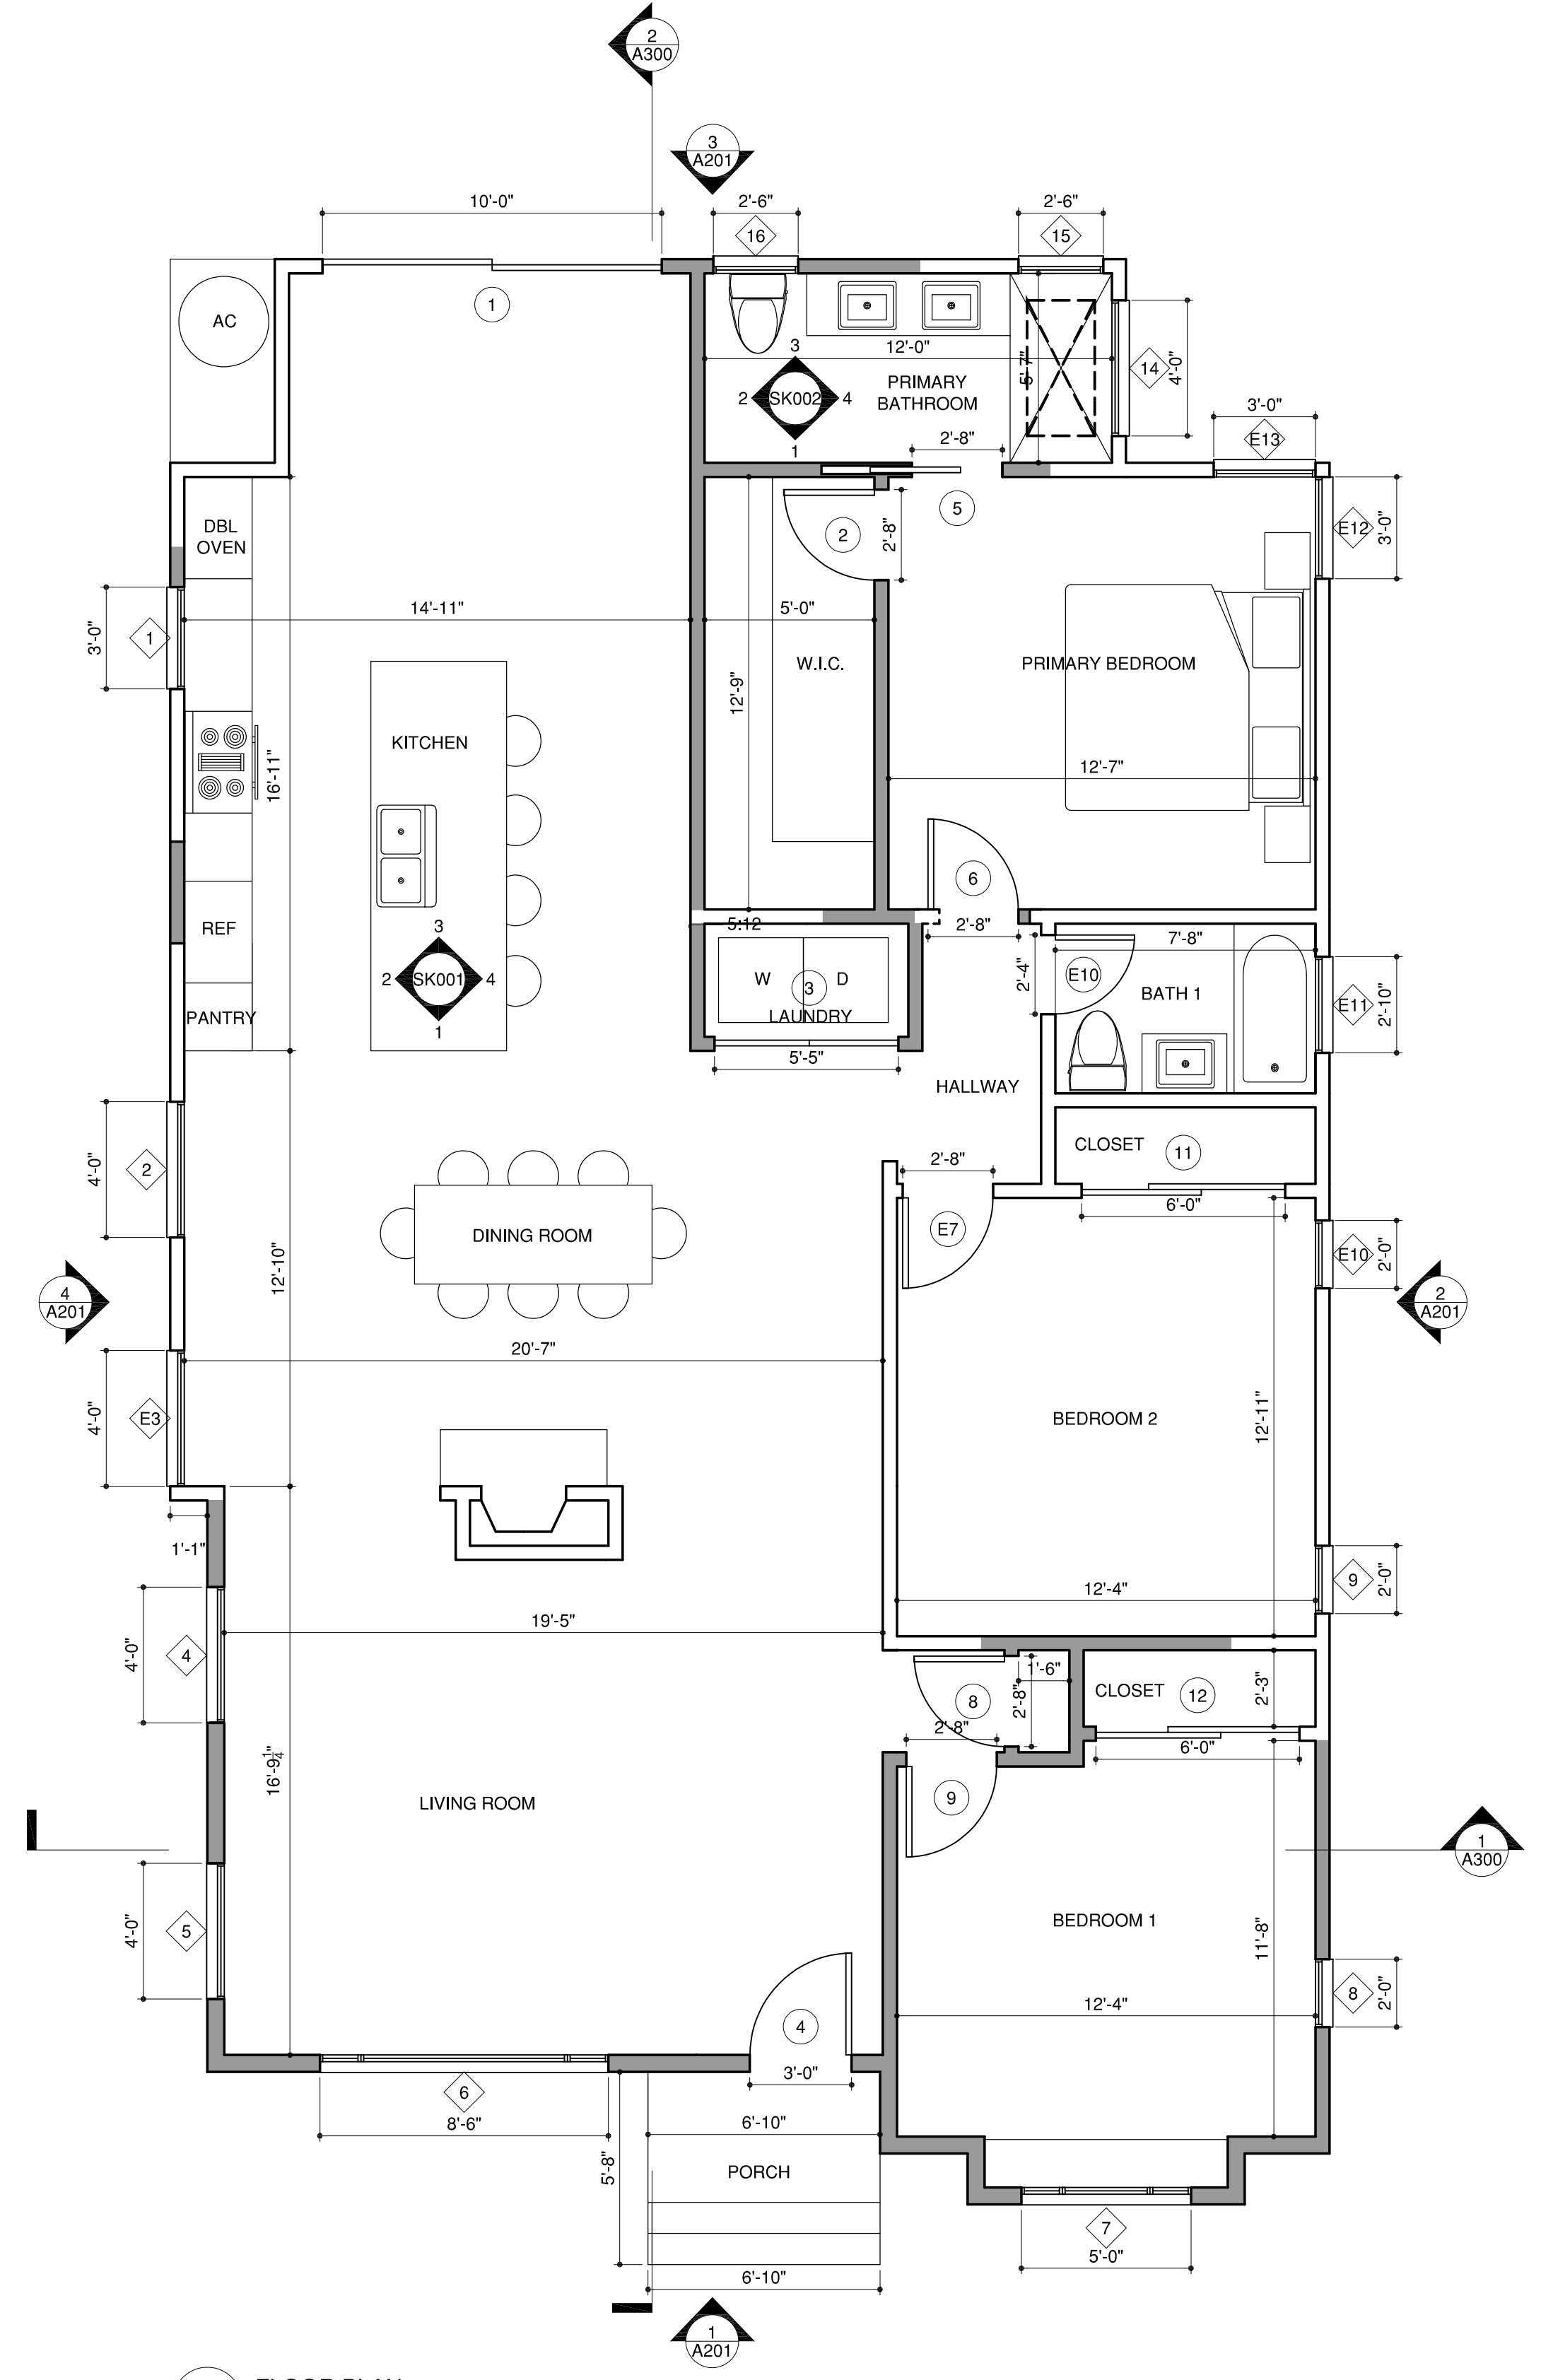 2
A300
3
A201
10'-0"
2'-6"
2'-6"
16
15
AC
1
12'-0"
5'-7"
14
4'-0"
3
2 SK002 4
1
PRIMARY
BATHROOM
2'-8"
3'-0"
E13
DBL
OVEN
2
2'-8"
5
E12
3'-0"
3'-0"
1
14'-11"
5'-0"
W.I.C.
PRIMARY BEDROOM
12'-9"
KITCHEN
16'-11"
12'-7"
6
REF
5:12
2'-8"
3
2 SK001 4
1
W
D
3
LAUNDRY
2'-4"
E10
7'-8"
BATH 1
E11
2'-10"
PANTRY
5'-5"
HALLWAY
CLOSET
11
2'-8"
4'-0"
2
6'-0"
DINING ROOM
E7
E10
2'-0"
12'-10"
4
A201
2
A201
20'-7"
4'-0"
E3
BEDROOM 2
12'-11"
1'-1"
12'-4"
9
2'-0"
19'-5"
4'-0"
4
1'-6"
8
2'-8"
CLOSET
12
2'-3"
2'-8"
6'-0"
16'-9 1/4"
LIVING ROOM
9
1
A300
4'-0"
5
BEDROOM 1
11'-8"
8
2'-0"
12'-4"
4
3'-0"
6
8'-6"
6'-10"
5'-8"
PORCH
7
5'-0"
6'-10"
1
A201
FLOOR PLAN